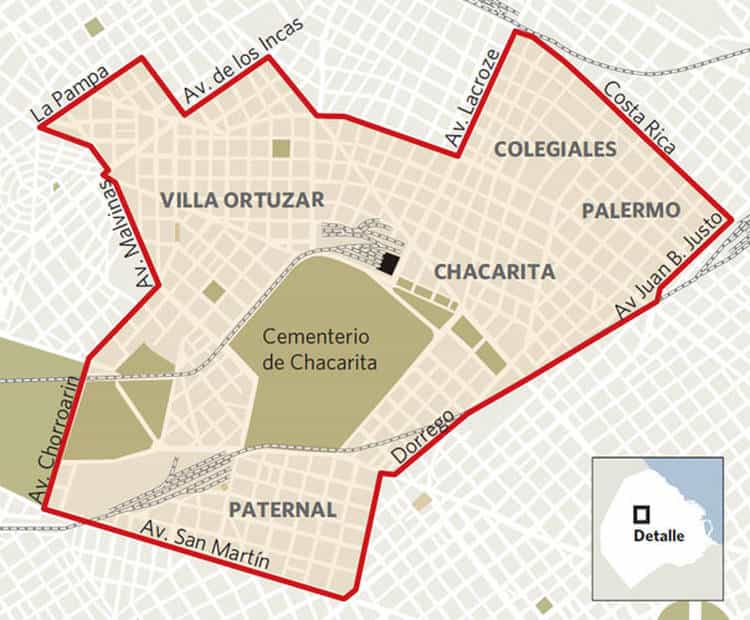 La Pampa
Av. de los Incas
Av. Lacroze
Costa Rica
COLEGIALES
VILLA ORTUZAR
PALERMO
Av. Malvinas
CHACARITA
Av Juan B. Justo
Cementerio
de Chacarita
Av. Chorroarin
Dorrego
PATERNAL
Av. San Martín
Detalle